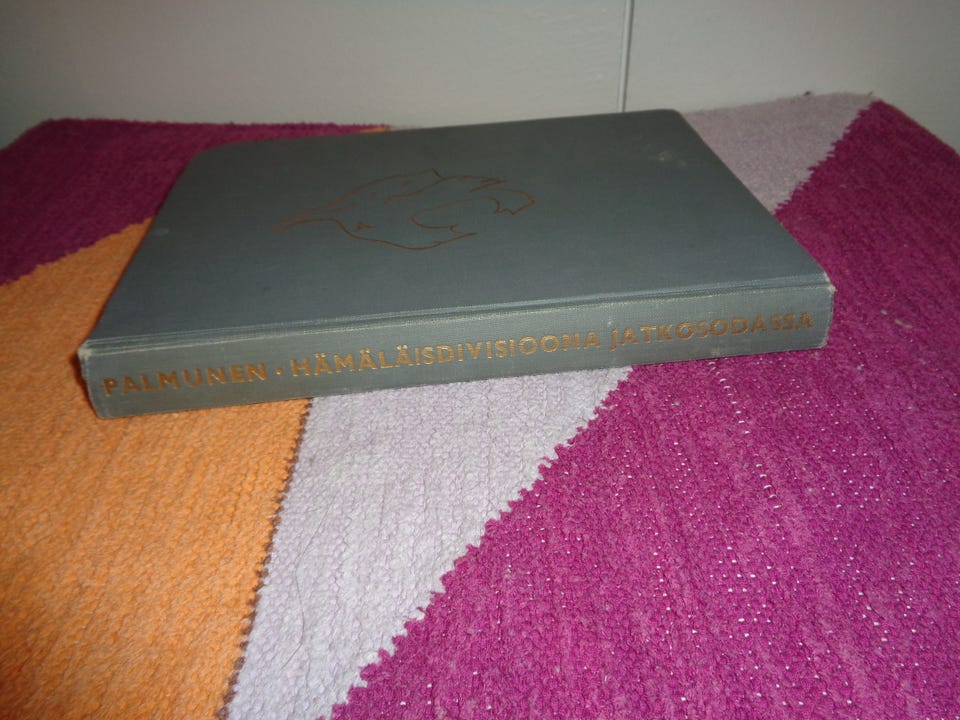 PALMUNEN • HÄMÄLÄISDIVISIOONA JATKOSODASSA